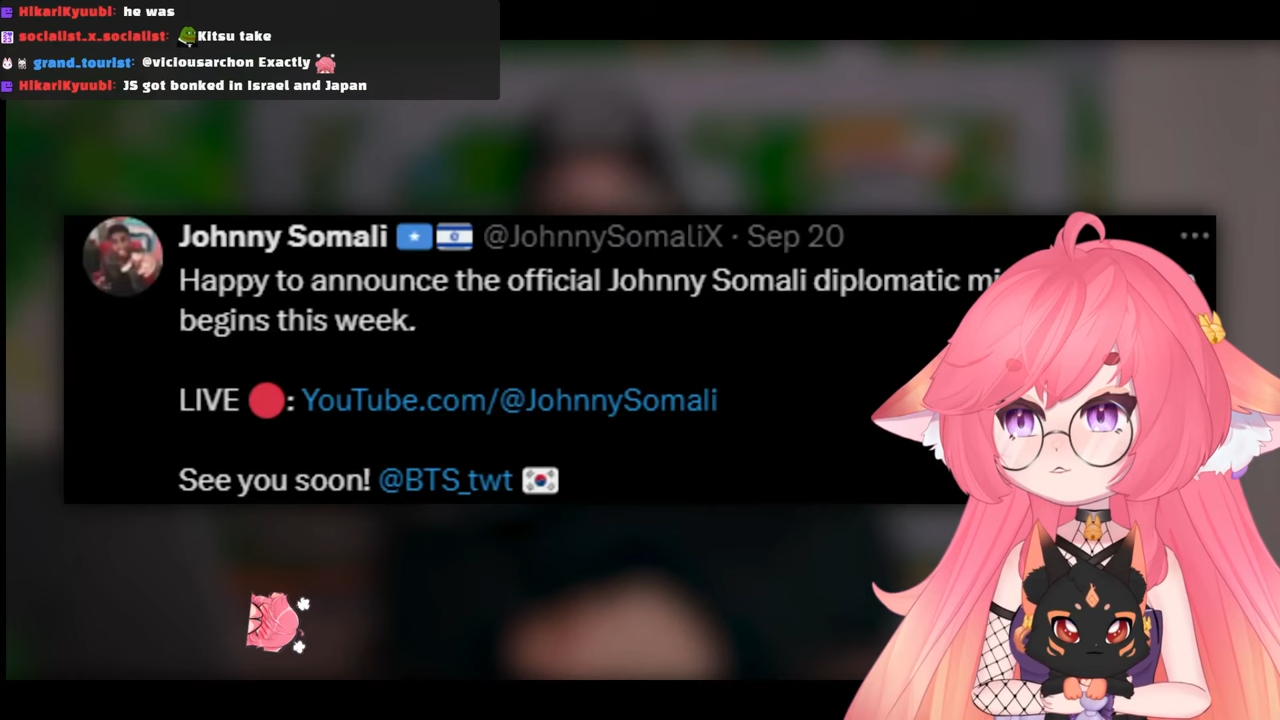 HikariKyuubi: he was
socialist_x_socialist: Kitsu take
grand_tourist: @viciousarchon Exactly
HikariKyuubi: JS got bonked in Israel and Japan
Johnny Somali @JohnnySomaliX · Sep 20
Happy to announce the official Johnny Somali diplomatic
begins this week.
LIVE : YouTube.com/@JohnnySomali
See you soon! @BTS_twt